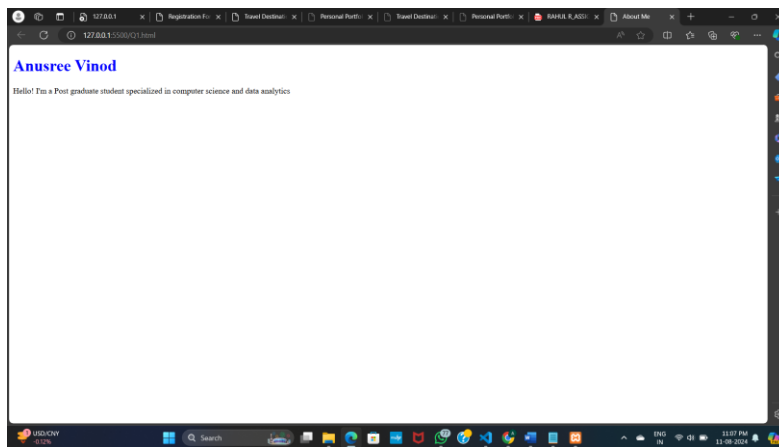 127.0.0.1
Registration For
Travel Destinati
Personal Portfo
Travel Destinati
Personal Portfo
RAHUL R_ASSI
About Me
127.0.0.1:5500/Q1.html
Anusree Vinod
Hello! I'm a Post graduate student specialized in computer science and data analytics
USD/CNY
-0.12%
Search
ENG
IN
11:07 PM
11-08-2024